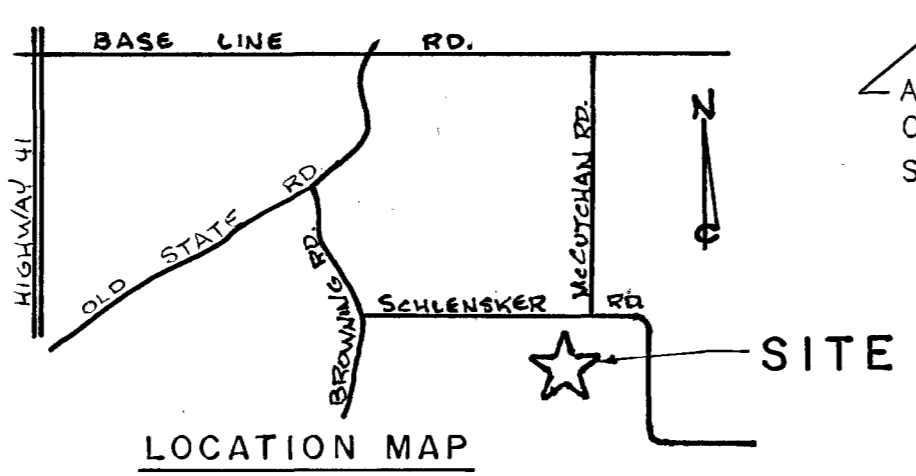 BASE LINE RD.
HIGHWAY 41
OLD STATE RD.
BROWNING RD.
McCUTCHAN RD.
SCHLENSKER RD.
N
SITE
LOCATION MAP
A
C
S